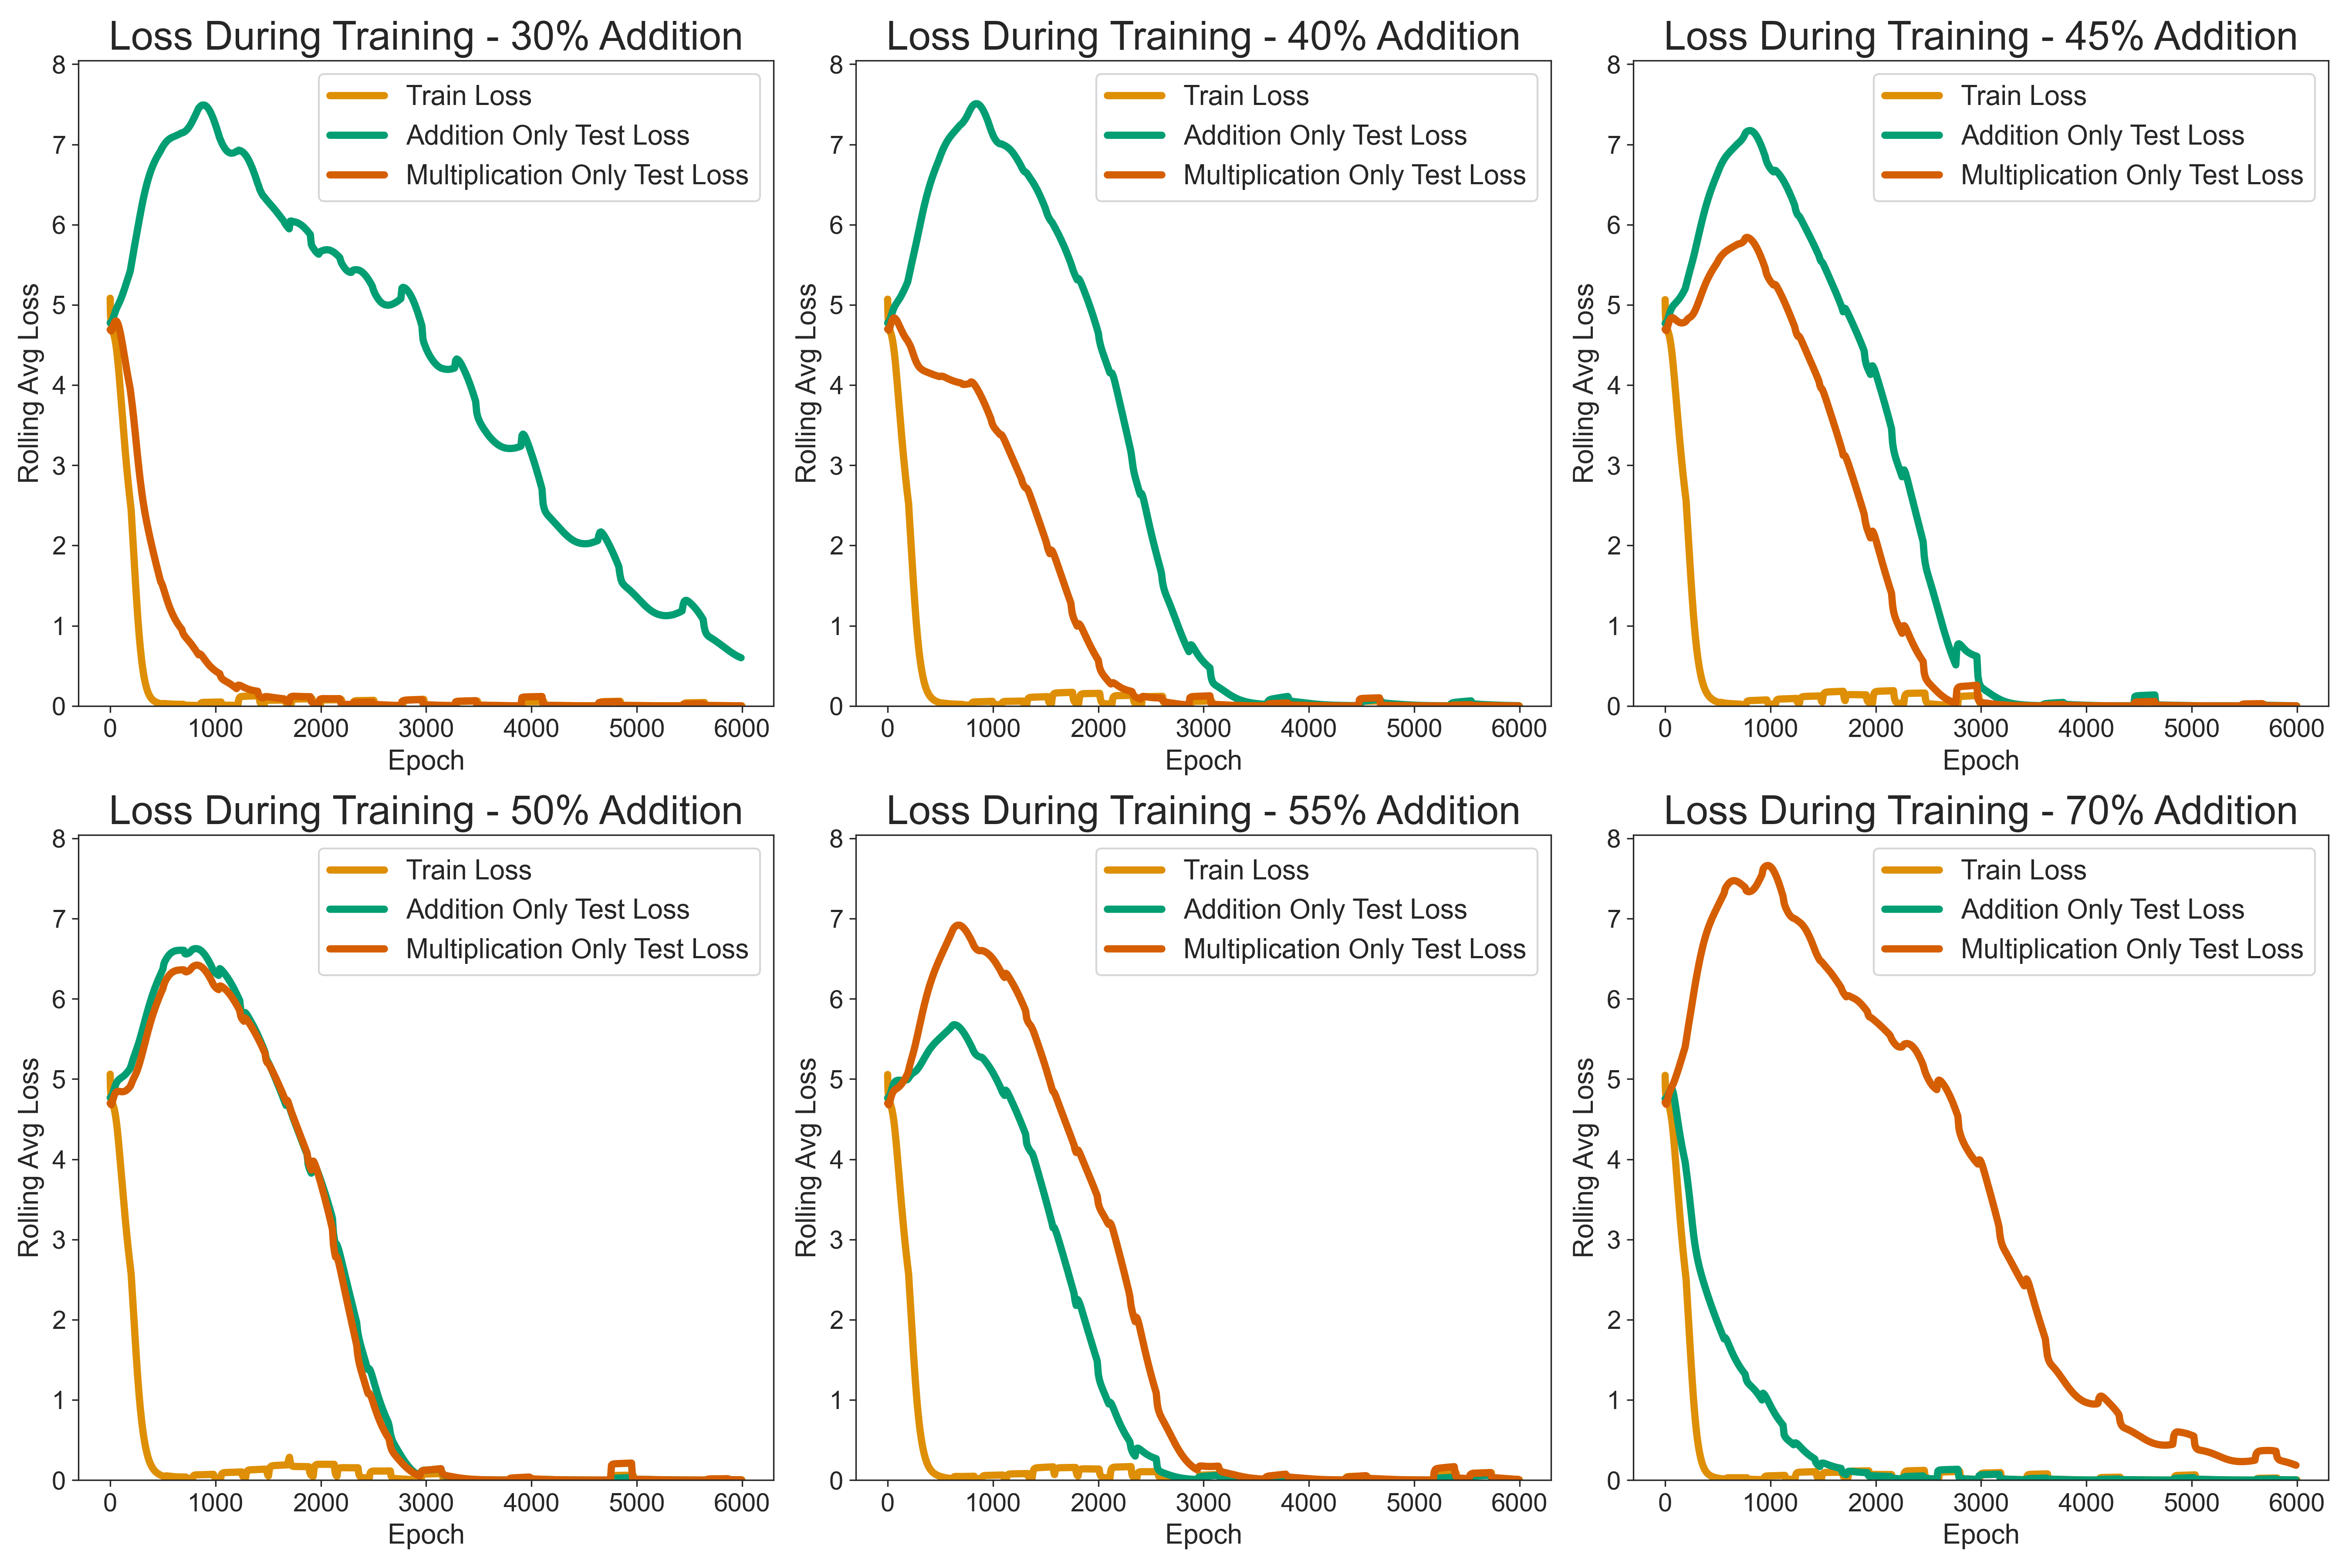 Loss During Training - 30% Addition
8
7
6
5
4
3
2
1
0
Rolling Avg Loss
Train Loss
Addition Only Test Loss
Multiplication Only Test Loss
0 1000 2000 3000 4000 5000 6000
Epoch
Loss During Training - 40% Addition
8
7
6
5
4
3
2
1
0
Rolling Avg Loss
Train Loss
Addition Only Test Loss
Multiplication Only Test Loss
0 1000 2000 3000 4000 5000 6000
Epoch
Loss During Training - 45% Addition
8
7
6
5
4
3
2
1
0
Rolling Avg Loss
Train Loss
Addition Only Test Loss
Multiplication Only Test Loss
0 1000 2000 3000 4000 5000 6000
Epoch
Loss During Training - 50% Addition
8
7
6
5
4
3
2
1
0
Rolling Avg Loss
Train Loss
Addition Only Test Loss
Multiplication Only Test Loss
0 1000 2000 3000 4000 5000 6000
Epoch
Loss During Training - 55% Addition
8
7
6
5
4
3
2
1
0
Rolling Avg Loss
Train Loss
Addition Only Test Loss
Multiplication Only Test Loss
0 1000 2000 3000 4000 5000 6000
Epoch
Loss During Training - 70% Addition
8
7
6
5
4
3
2
1
0
Rolling Avg Loss
Train Loss
Addition Only Test Loss
Multiplication Only Test Loss
0 1000 2000 3000 4000 5000 6000
Epoch